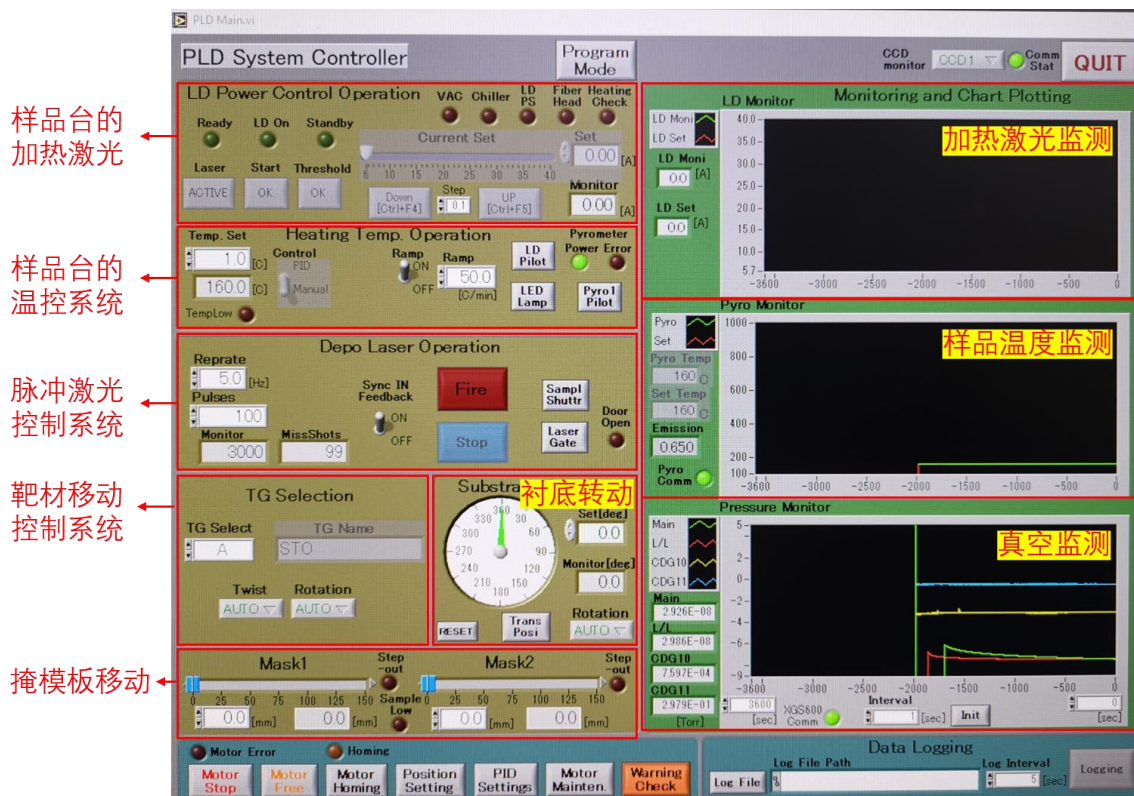 PLD Main.vi
PLD System Controller
Program Mode
CCD monitor
CCD1
Comm Stat
QUIT
样品台的
加热激光
LD Power Control Operation
VAC
Chiller
LD PS
Fiber Head
Heating Check
Ready
LD On
Standby
Current Set
Set
0.00 [A]
Laser
Start
Threshold
ACTIVE
OK
OK
6 10 15 20 25 30 35 40
Down [Ctrl+F4]
Step
0.1
UP [Ctrl+F5]
Monitor
0.00 [A]
样品台的
温控系统
Temp. Set
Heating Temp. Operation
1.0 [C]
160.0 [C]
TempLow
Control
PID
Manual
Ramp
ON
OFF
Ramp
50.0
[C/min]
LD Pilot
LED Lamp
Pyrometer
Power Error
Pyro1 Pilot
脉冲激光
控制系统
Depo Laser Operation
Reprate
5.0 [Hz]
Pulses
100
Monitor
3000
MissShots
99
Sync IN Feedback
ON
OFF
Fire
Stop
Sampl Shuttr
Laser Gate
Door Open
靶材移动
控制系统
TG Selection
TG Select
A
TG Name
STO
Twist
AUTO
Rotation
AUTO
衬底转动
360 30 60 90 120 150 180 210 240 270 300 330
Set[deg]
0.0
Monitor[deg]
0.0
RESET
Trans Posi
Rotation
AUTO
掩模板移动
Mask1
Step -out
0 25 50 75 100 125 150
0.0 [mm]
0.0 [mm]
Sample Low
Mask2
Step -out
0 25 50 75 100 125 150
0.0 [mm]
0.0 [mm]
Motor Error
Homing
Motor Stop
Motor Free
Motor Homing
Position Setting
PID Settings
Motor Mainten.
Warning Check
LD Monitor
Monitoring and Chart Plotting
加热激光监测
LD Moni
LD Set
LD Moni
0.0 [A]
LD Set
0.0 [A]
40.0
35.0
30.0
25.0
20.0
15.0
10.0
5.7
-3600 -3000 -2000 -1000 0
Pyro Monitor
样品温度监测
Pyro
Set
Pyro Temp
160 C
Set Temp
160 C
Emission
0.650
Pyro Comm
1000
800
600
400
200
100
-3600 -3000 -2000 -1000 0
Pressure Monitor
真空监测
Main
L/L
CDG10
CDG11
Main
2.926E-08
L/L
2.986E-08
CDG10
7.597E-04
CDG11
2.979E-01
[Torr]
5
2
0
-2
-4
-6
-9
-3600 -3000 -2000 -1500 -1000 -500 0
3600
[sec]
XGS600 Comm
Interval
1 [sec]
Init
0
[sec]
Data Logging
Log File
Log File Path
Log Interval
5 [sec]
Logging